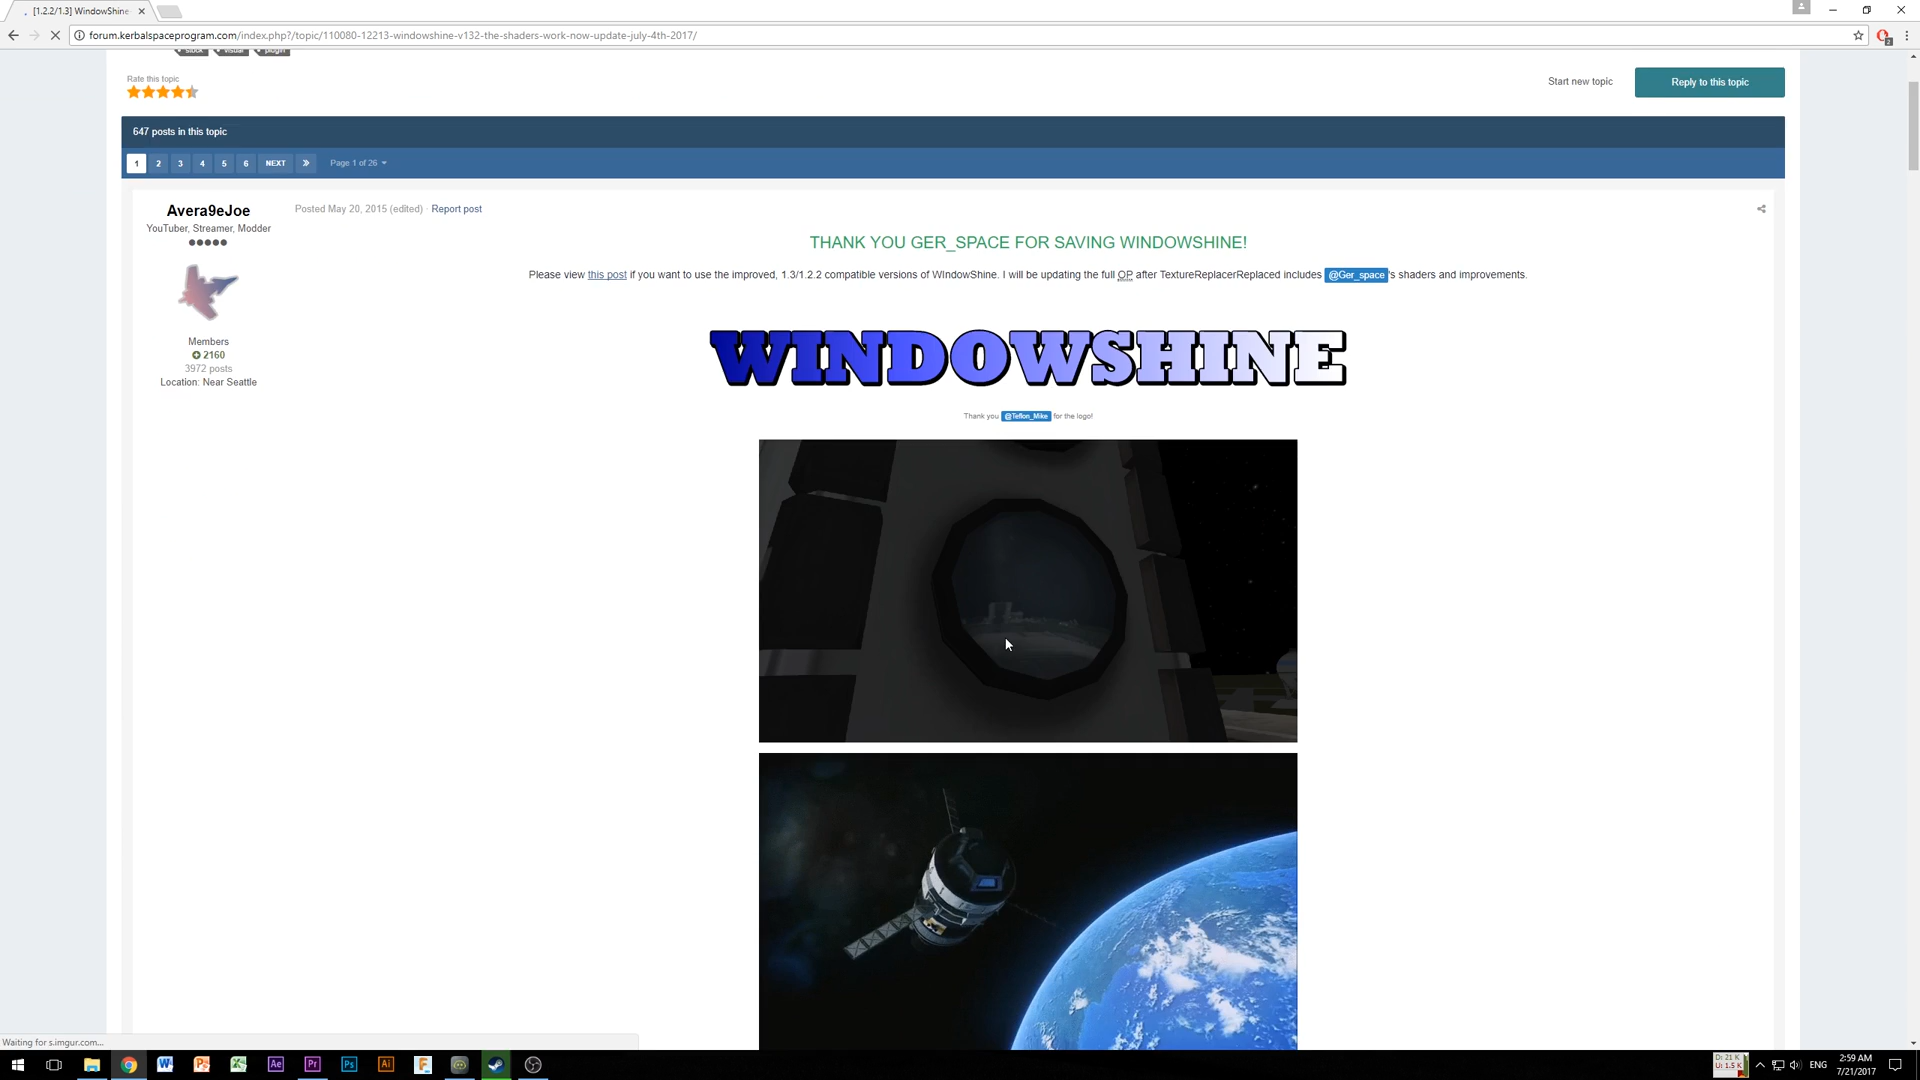 [1.2.2/1.3] WindowShine
forum.kerbalspaceprogram.com/index.php?/topic/110080-12213-windowshine-v132-the-shaders-work-now-update-july-4th-2017/
stock visual plugin
Rate this topic
Start new topic
Reply to this topic
647 posts in this topic
1 2 3 4 5 6 NEXT » Page 1 of 26
Avera9eJoe
Posted May 20, 2015 (edited) · Report post
YouTuber, Streamer, Modder
THANK YOU GER_SPACE FOR SAVING WINDOWSHINE!
Please view this post if you want to use the improved, 1.3/1.2.2 compatible versions of WIndowShine. I will be updating the full OP after TextureReplacerReplaced includes @Ger_space's shaders and improvements.
Members
2160
3972 posts
Location: Near Seattle
WINDOWSHINE
Thank you @Teflon_Mike for the logo!
Waiting for s.imgur.com...
D: 21 K
U: 1.5 K
ENG
2:59 AM
7/21/2017